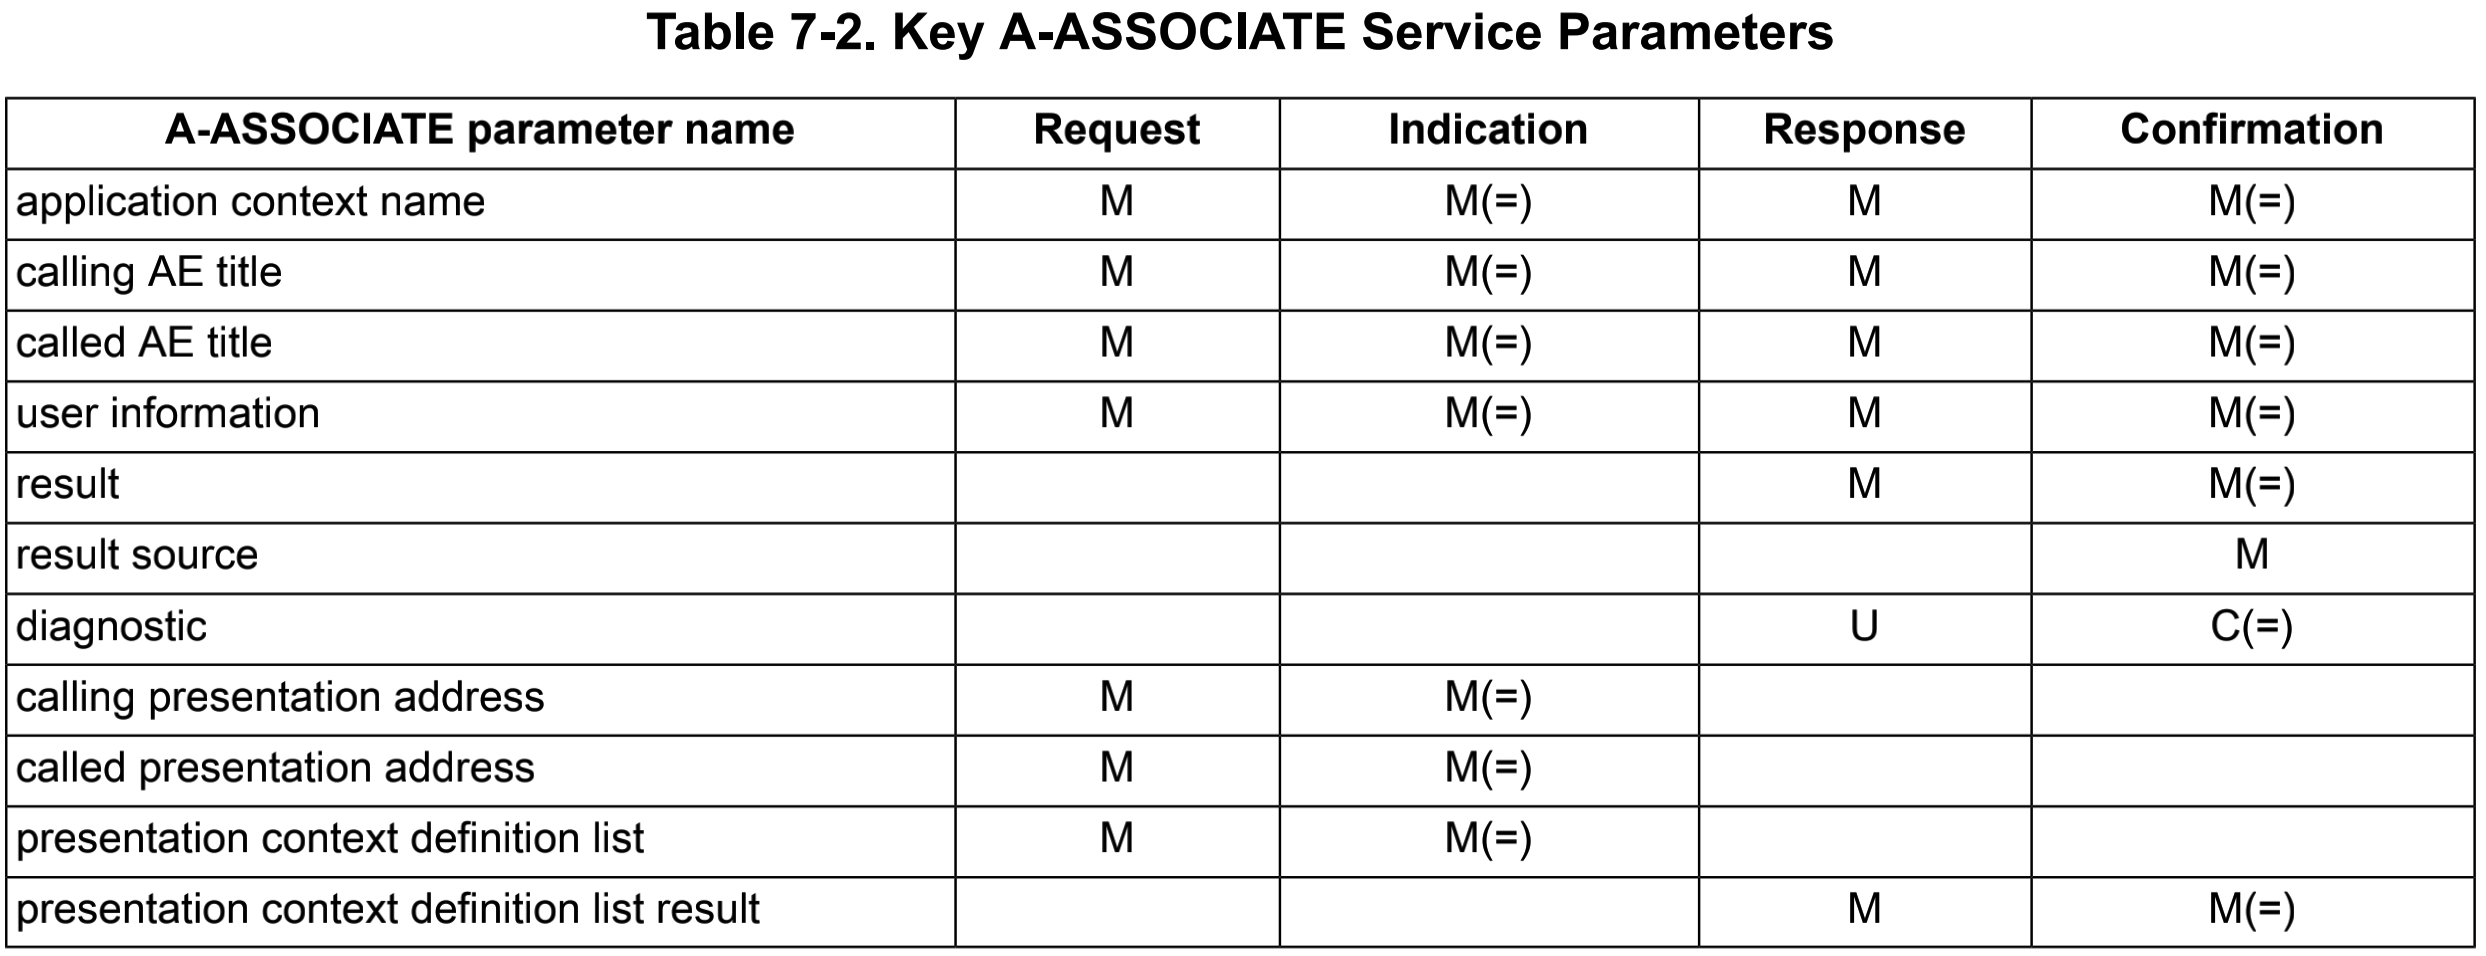 Table 7-2. Key A-ASSOCIATE Service Parameters
A-ASSOCIATE parameter name Request Indication Response Confirmation
application context name M M(=) M M(=)
calling AE title M M(=) M M(=)
called AE title M M(=) M M(=)
user information M M(=) M M(=)
result M M(=)
result source M
diagnostic U C(=)
calling presentation address M M(=)
called presentation address M M(=)
presentation context definition list M M(=)
presentation context definition list result M M(=)